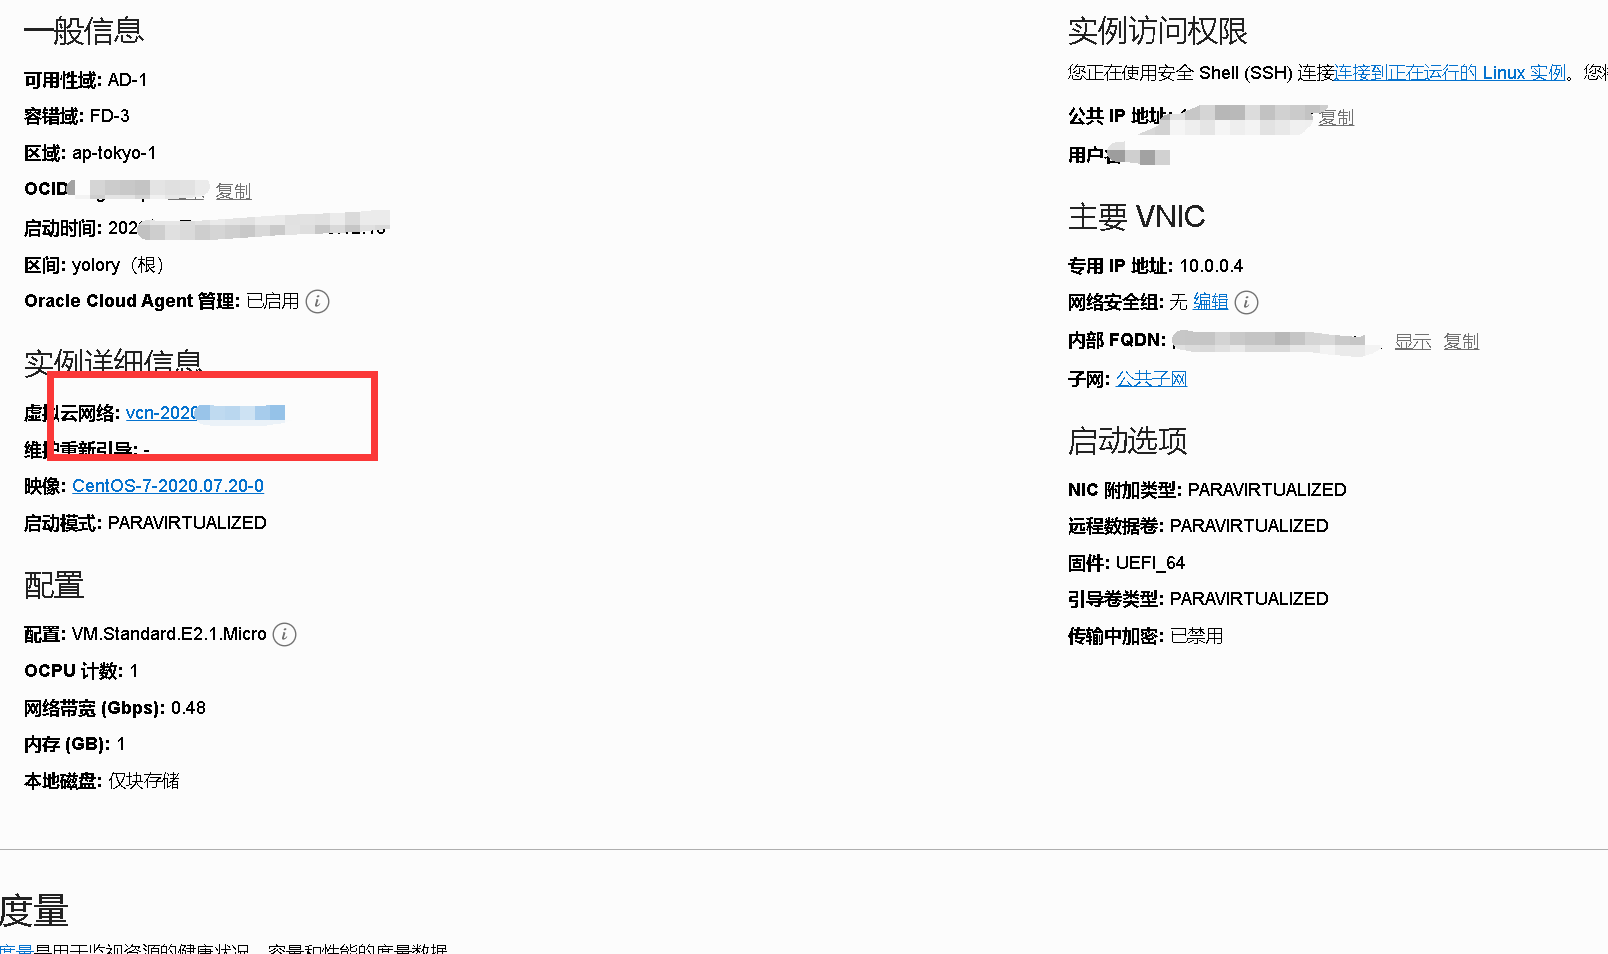 一般信息
可用性域: AD-1
容错域: FD-3
区域: ap-tokyo-1
OCID 复制
启动时间: 202
区间: yolory（根）
Oracle Cloud Agent 管理: 已启用
实例详细信息
虚拟云网络: vcn-2020
维护重新引导: -
映像: CentOS-7-2020.07.20-0
启动模式: PARAVIRTUALIZED
配置
配置: VM.Standard.E2.1.Micro
OCPU 计数: 1
网络带宽 (Gbps): 0.48
内存 (GB): 1
本地磁盘: 仅块存储
实例访问权限
您正在使用安全 Shell (SSH) 连接连接到正在运行的 Linux 实例。您
公共 IP 地址: 复制
用户名
主要 VNIC
专用 IP 地址: 10.0.0.4
网络安全组: 无 编辑
内部 FQDN: 显示 复制
子网: 公共子网
启动选项
NIC 附加类型: PARAVIRTUALIZED
远程数据卷: PARAVIRTUALIZED
固件: UEFI_64
引导卷类型: PARAVIRTUALIZED
传输中加密: 已禁用
度量
度量是用于监视资源的健康状况、容量和性能的度量数据